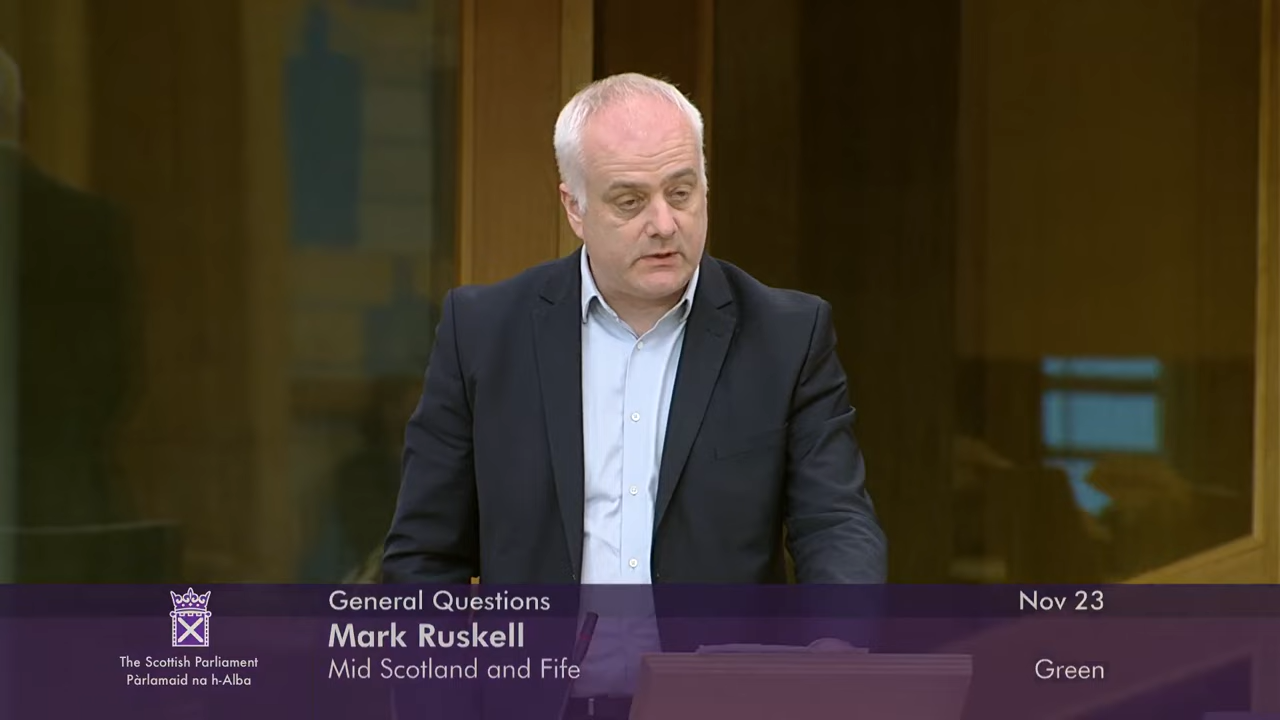 General Questions
Nov 23
Mark Ruskell
The Scottish Parliament
Mid Scotland and Fife
Green
Pàrlamaid na h-Alba